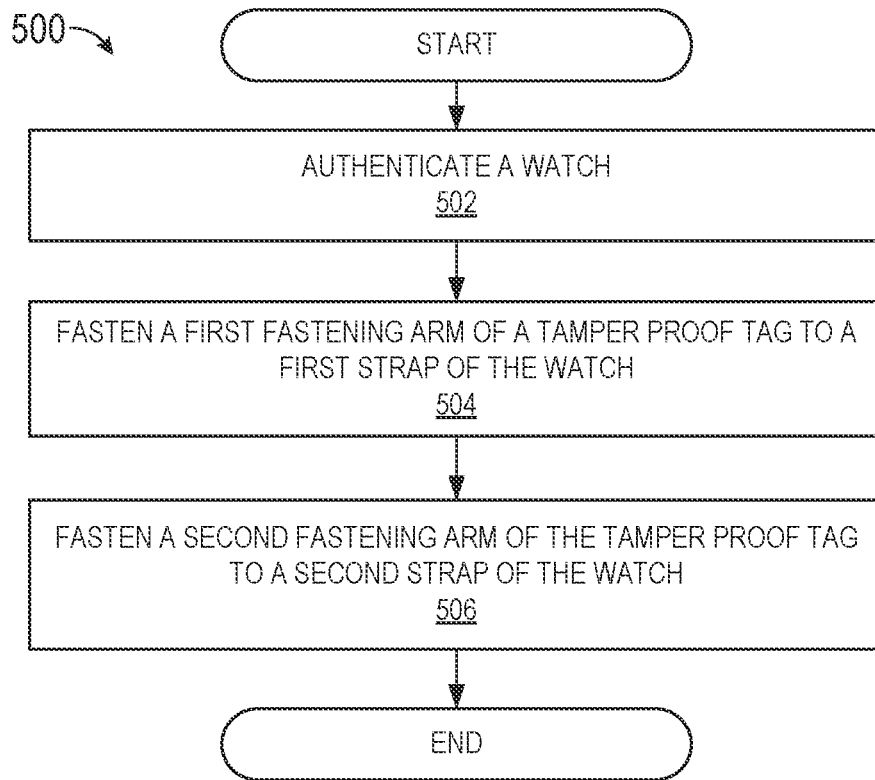 500
START
AUTHENTICATE A WATCH
502
FASTEN A FIRST FASTENING ARM OF A TAMPER PROOF TAG TO A
FIRST STRAP OF THE WATCH
504
FASTEN A SECOND FASTENING ARM OF THE TAMPER PROOF TAG
TO A SECOND STRAP OF THE WATCH
506
END